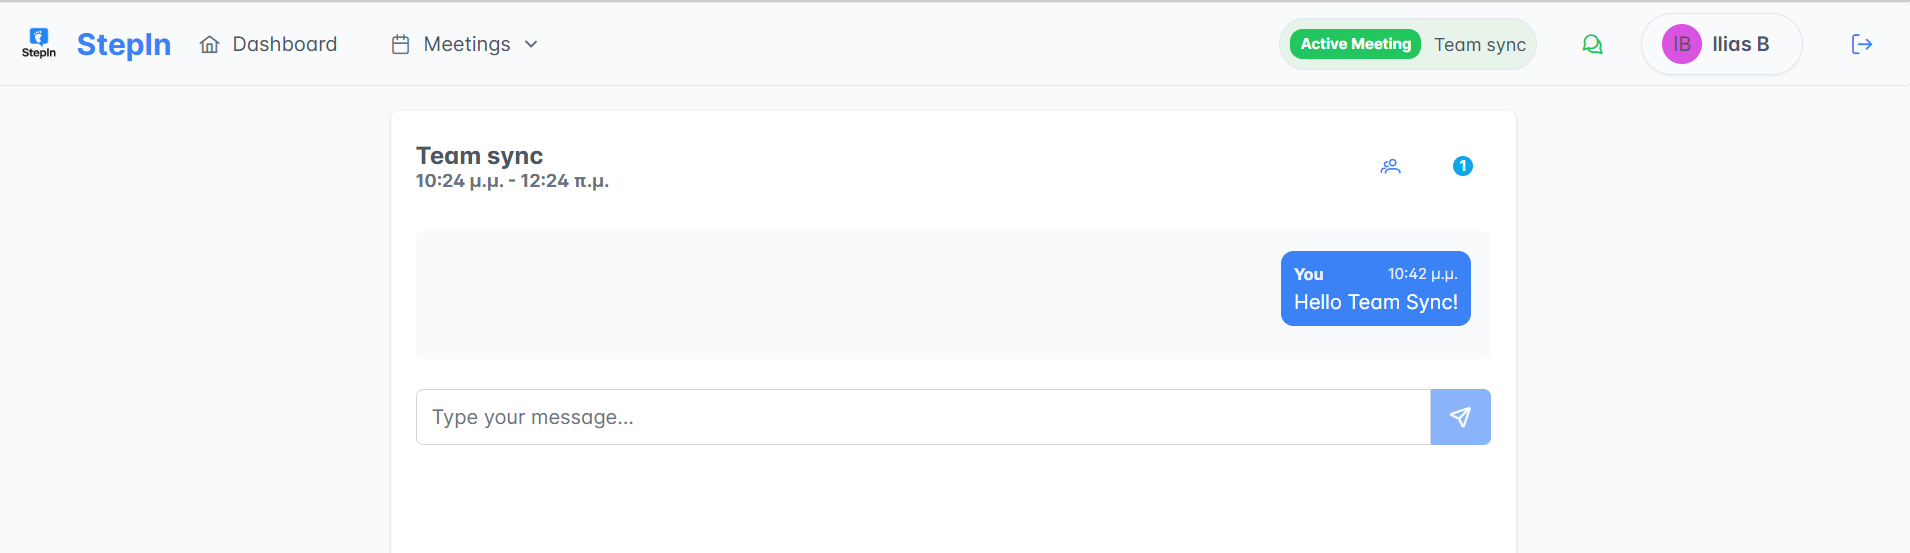 StepIn
StepIn
Dashboard
Meetings
Active Meeting
Team sync
IB
Ilias B
Team sync
10:24 μ.μ. - 12:24 π.μ.
1
You
10:42 μ.μ.
Hello Team Sync!
Type your message...